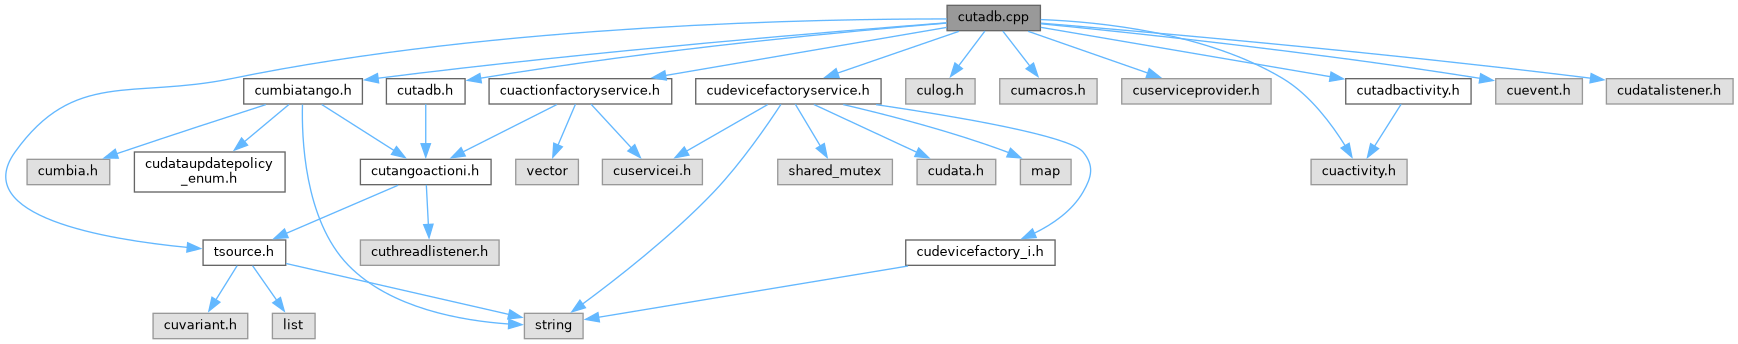 cutadb.cpp
cumbiatango.h
cutadb.h
cuactionfactoryservice.h
cudevicefactoryservice.h
culog.h
cumacros.h
cuserviceprovider.h
cutadbactivity.h
cuevent.h
cudatalistener.h
cumbia.h
cudataupdatepolicy
_enum.h
cutangoactioni.h
vector
cuservicei.h
shared_mutex
cudata.h
map
cuactivity.h
tsource.h
cuthreadlistener.h
cudevicefactory_i.h
cuvariant.h
list
string